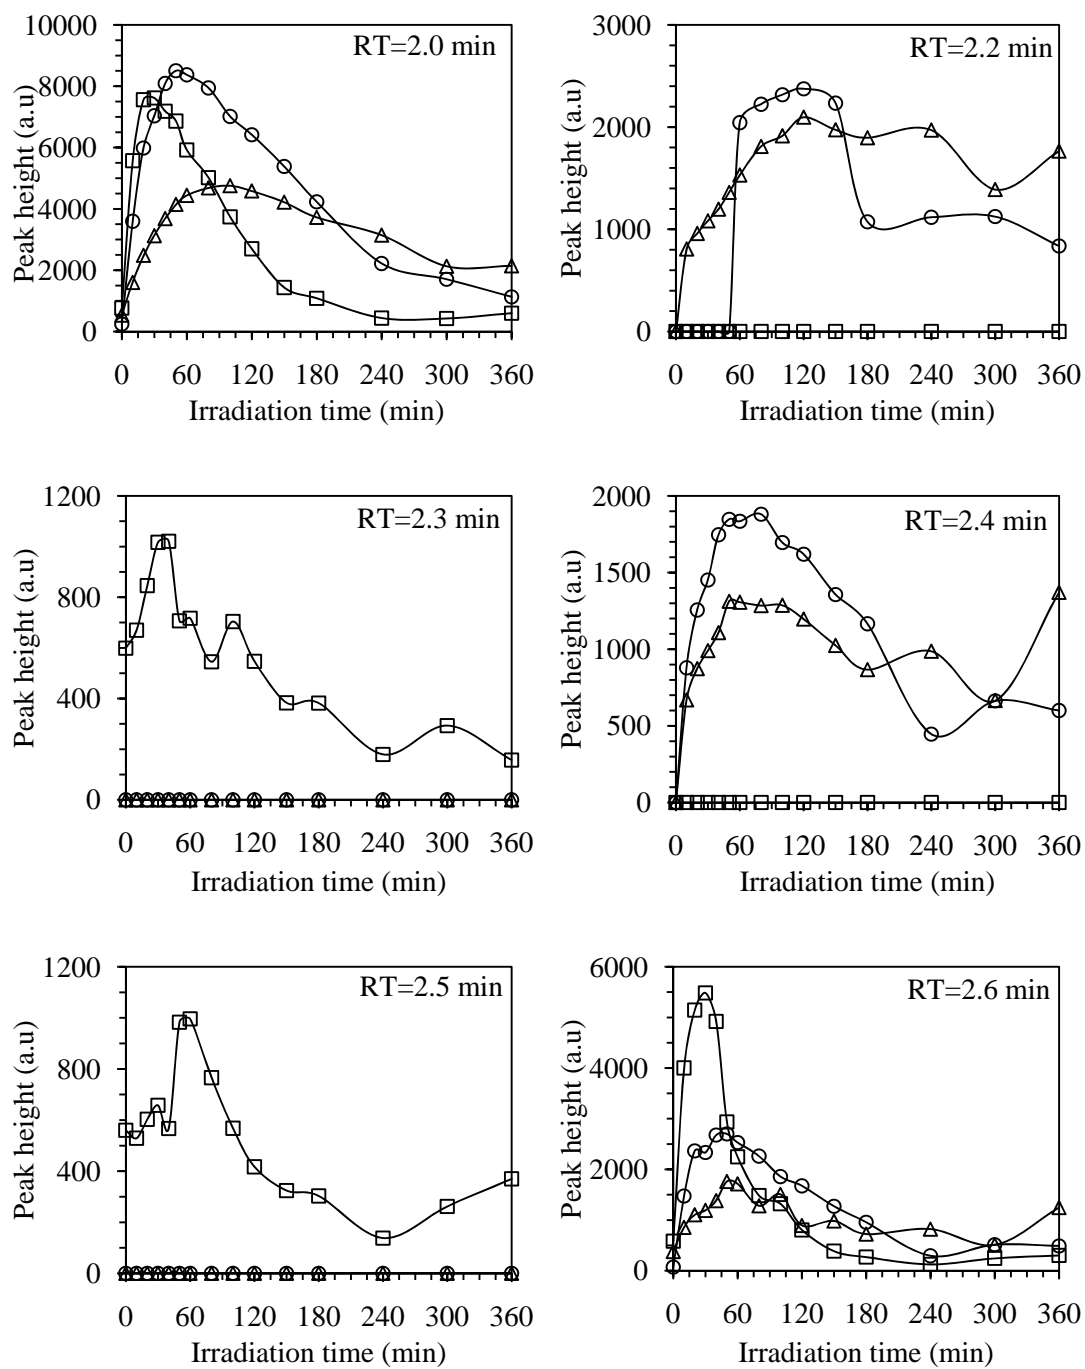 RT=2.0 min
Peak height (a.u)
10000
8000
6000
4000
2000
0
0 60 120 180 240 300 360
Irradiation time (min)
RT=2.2 min
Peak height (a.u)
3000
2000
1000
0
0 60 120 180 240 300 360
Irradiation time (min)
RT=2.3 min
Peak height (a.u)
1200
800
400
0
0 60 120 180 240 300 360
Irradiation time (min)
RT=2.4 min
Peak height (a.u)
2000
1500
1000
500
0
0 60 120 180 240 300 360
Irradiation time (min)
RT=2.5 min
Peak height (a.u)
1200
800
400
0
0 60 120 180 240 300 360
Irradiation time (min)
RT=2.6 min
Peak height (a.u)
6000
4000
2000
0
0 60 120 180 240 300 360
Irradiation time (min)